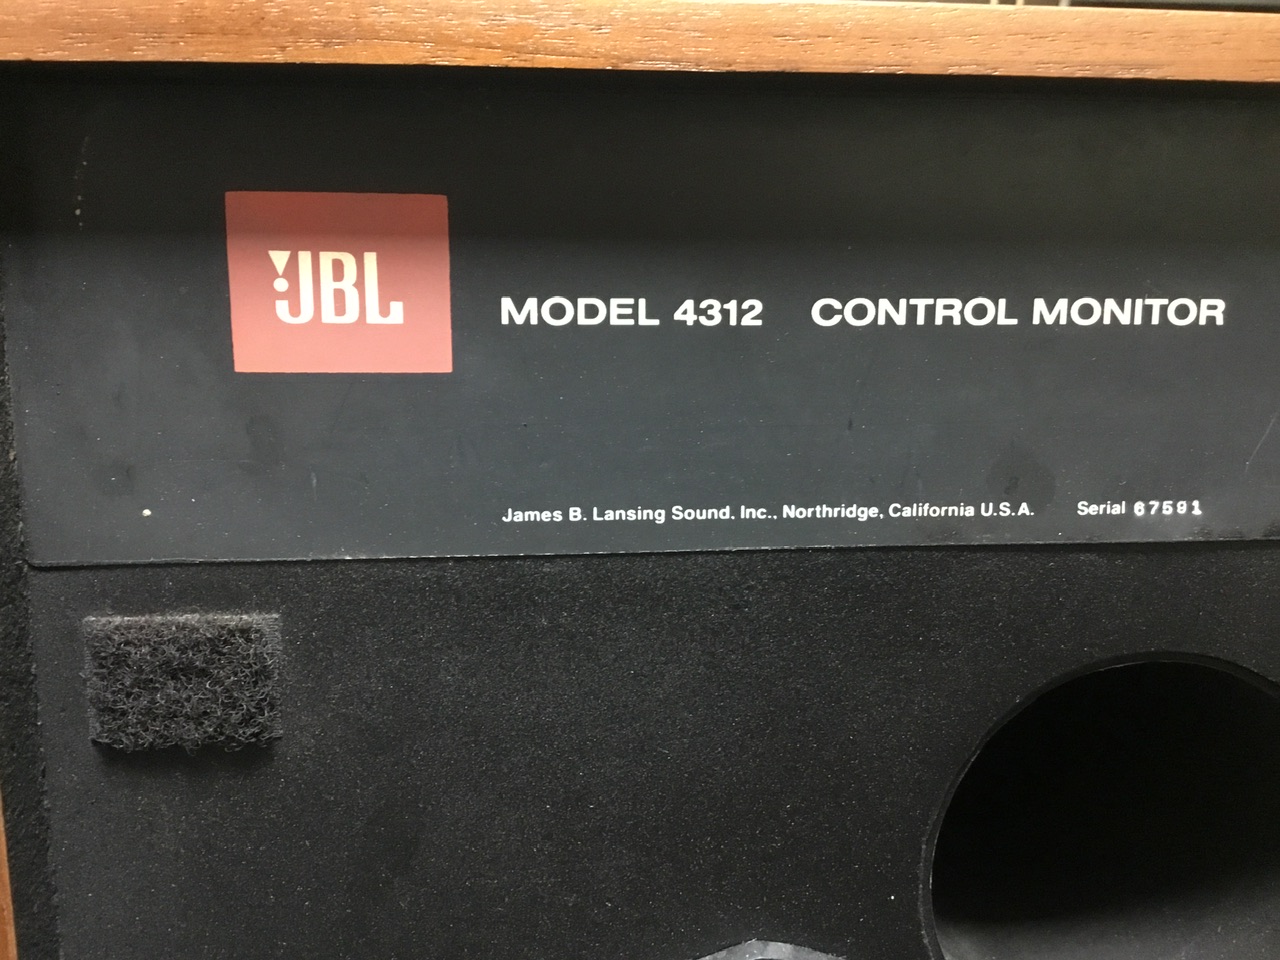 JBL
MODEL 4312 CONTROL MONITOR
James B. Lansing Sound, Inc., Northridge, California U.S.A. Serial 67591